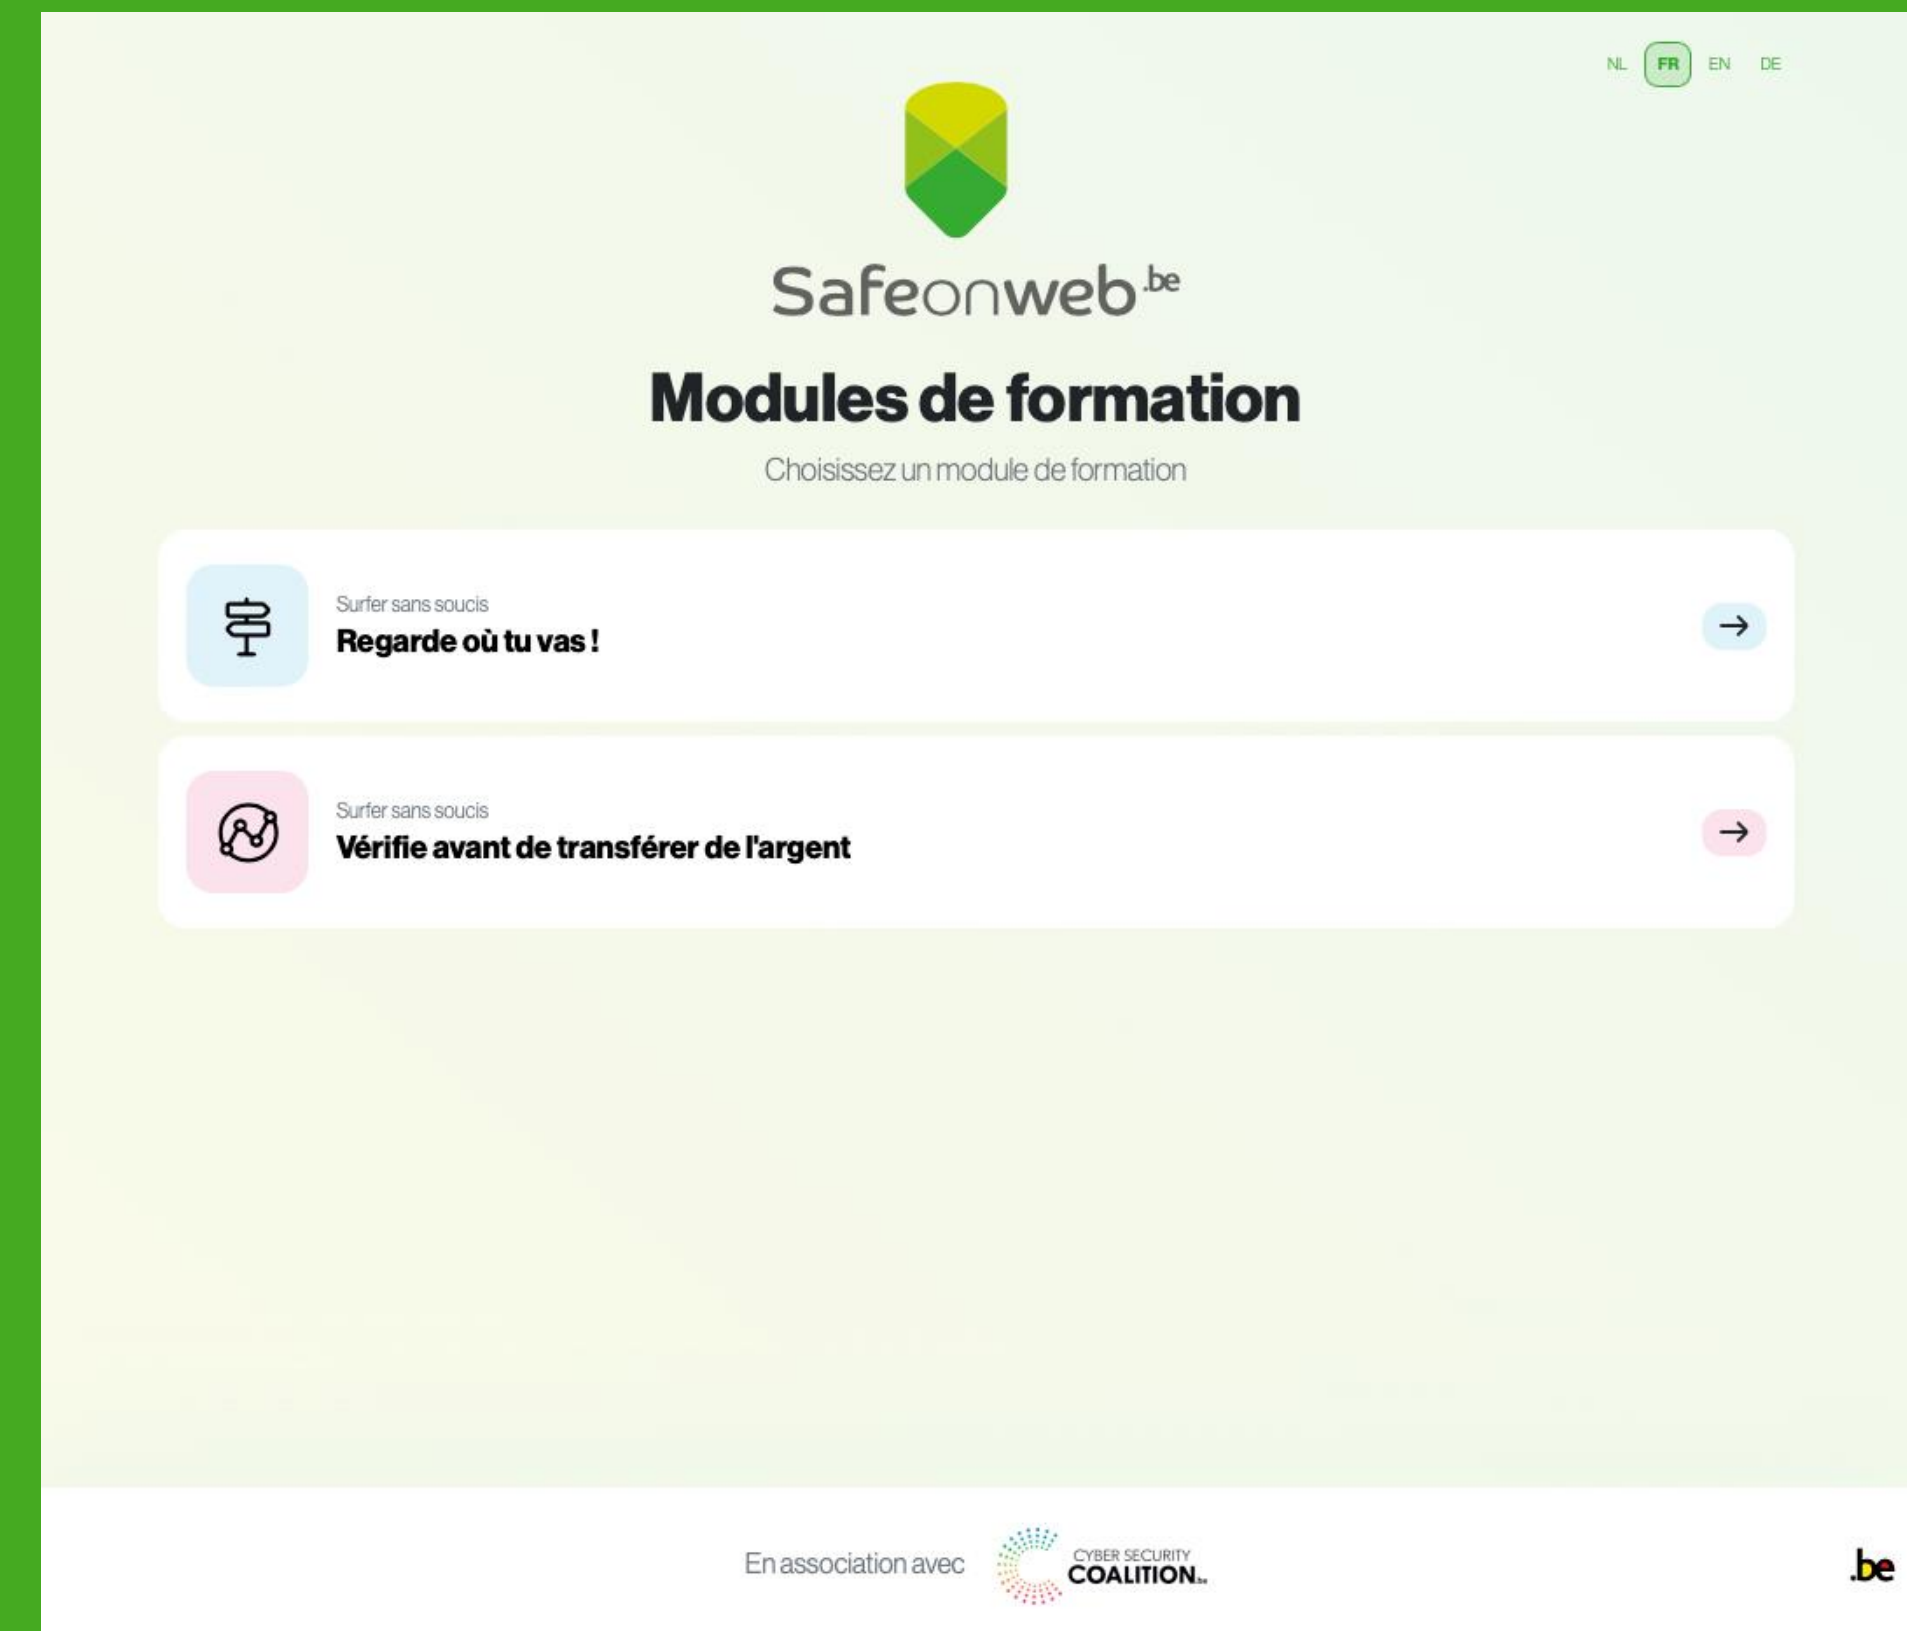 NL FR EN DE
Safeonweb.be
Modules de formation
Choisissez un module de formation
Surfer sans soucis
Regarde où tu vas !
Surfer sans soucis
Vérifie avant de transférer de l'argent
En association avec
CYBER SECURITY
COALITION.be
.be